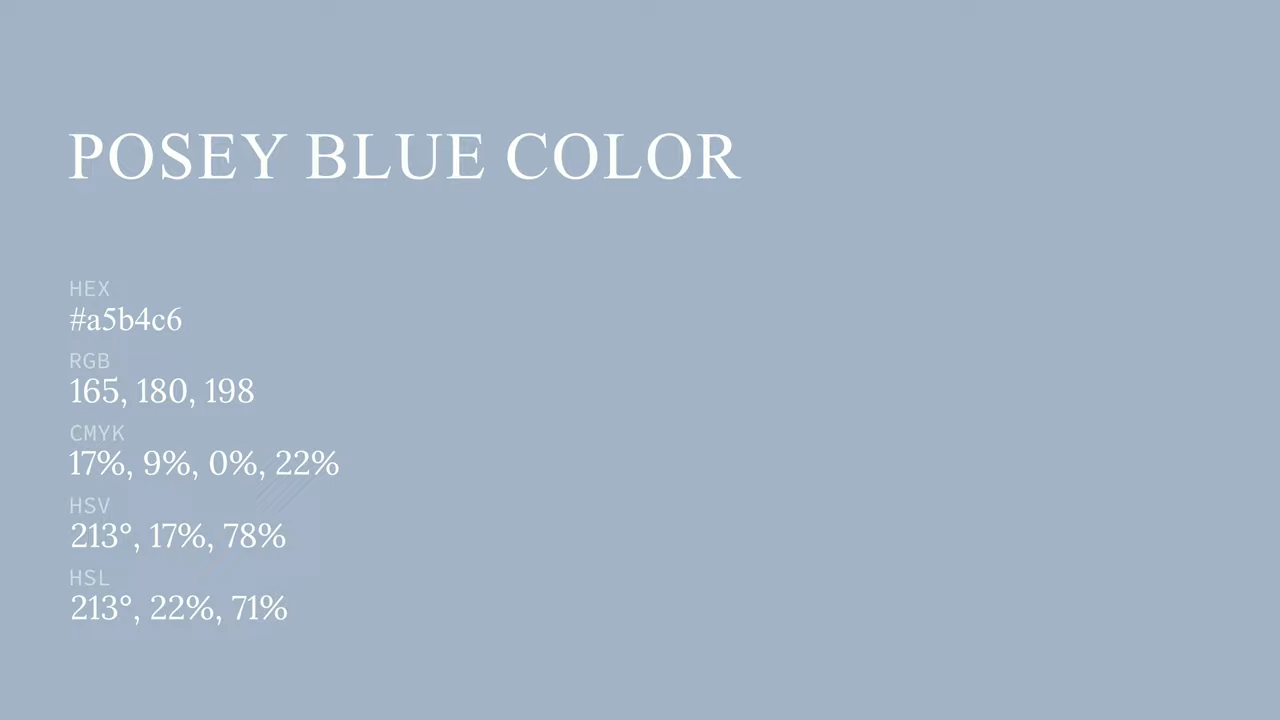 POSEY BLUE COLOR
HEX
#a5b4c6
RGB
165, 180, 198
CMYK
17%, 9%, 0%, 22%
HSV
213°, 17%, 78%
HSL
213°, 22%, 71%